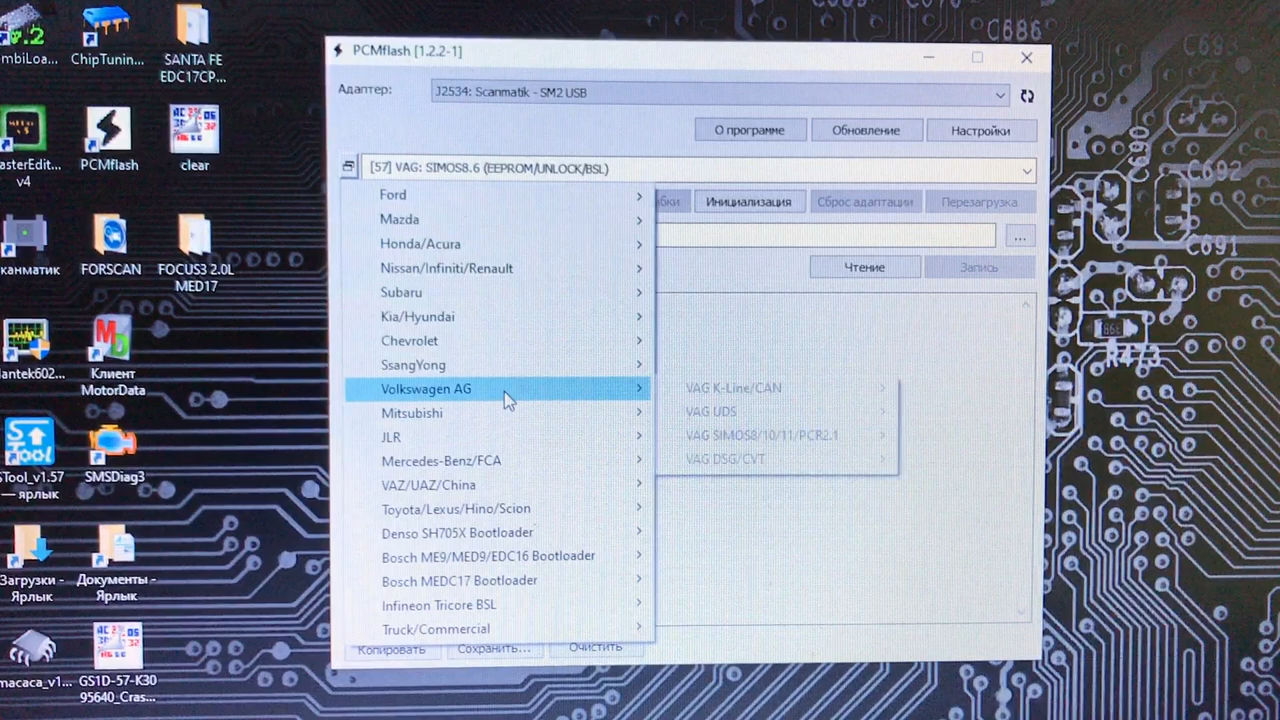 PCMflash [1.2.2-1]
Адаптер:
J2534: Scanmatik - SM2 USB
О программе
Обновление
Настройки
[57] VAG: SIMOS8.6 (EEPROM/UNLOCK/BSL)
Инициализация
Сброс адаптации
Перезагрузка
...
Чтение
Запись
Ford
Mazda
Honda/Acura
Nissan/Infiniti/Renault
Subaru
Kia/Hyundai
Chevrolet
SsangYong
Volkswagen AG
Mitsubishi
JLR
Mercedes-Benz/FCA
VAZ/UAZ/China
Toyota/Lexus/Hino/Scion
Denso SH705X Bootloader
Bosch ME9/MED9/EDC16 Bootloader
Bosch MEDC17 Bootloader
Infineon Tricore BSL
Truck/Commercial
VAG K-Line/CAN
VAG UDS
VAG SIMOS8/10/11/PCR2.1
VAG DSG/CVT
Копировать
Сохранить...
Очистить
mbiLoa...
ChipTunin...
SANTA FE
EDC17CP...
asterEdit...
v4
PCMflash
clear
канматик
FORSCAN
FOCUS3 2.0L
MED17
antek602...
Клиент
MotorData
STool_v1.57
— ярлык
SMSDiag3
Загрузки -
Ярлык
Документы -
Ярлык
macaca_v1...
GS1D-57-K30
95640_Cras...
C686
C693
C690
C692
C691
R473